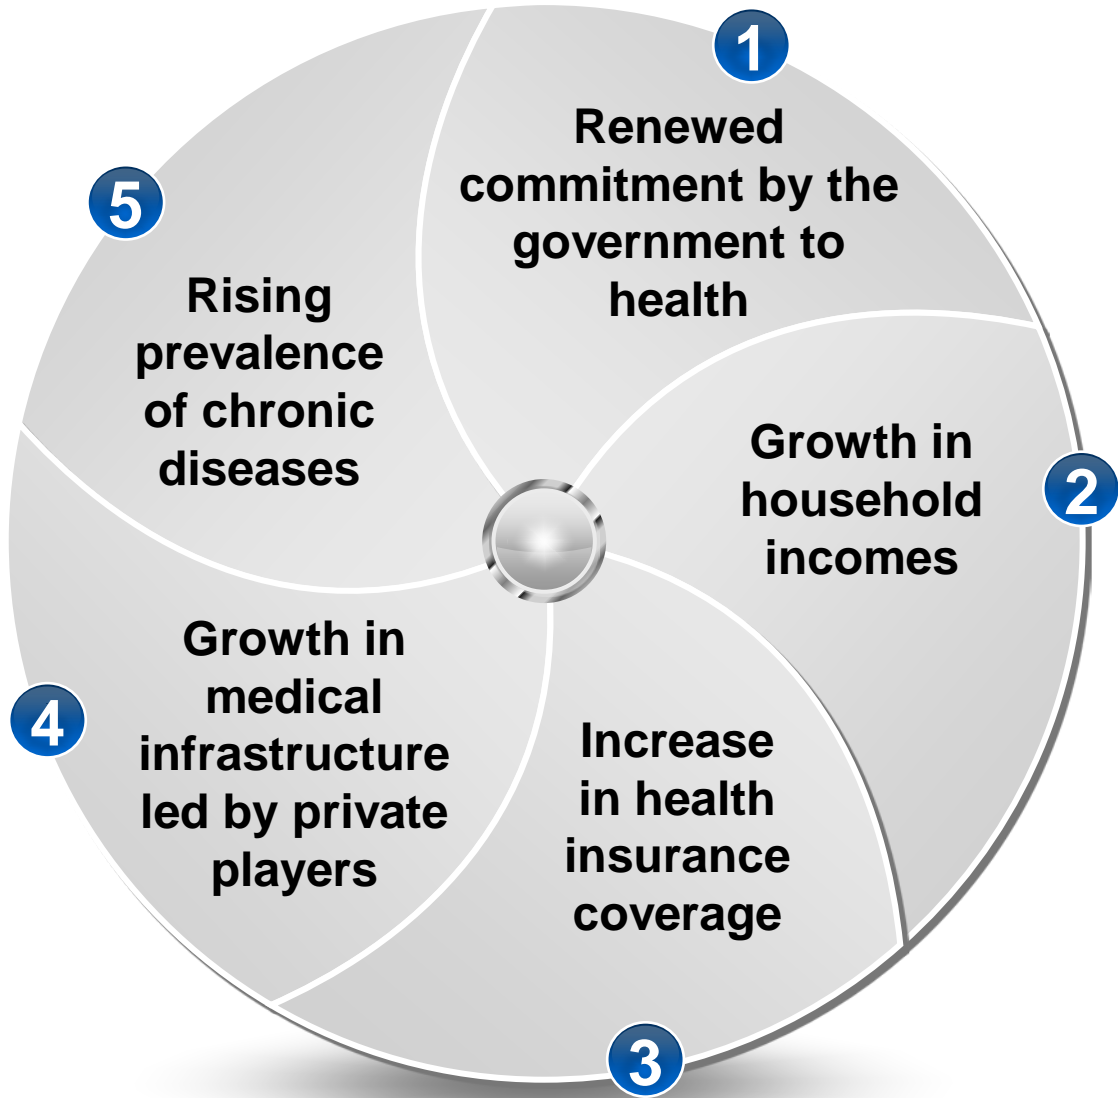 1
Renewed
commitment by the
government to
health
2
Growth in
household
incomes
3
Increase
in health
insurance
coverage
4
Growth in
medical
infrastructure
led by private
players
5
Rising
prevalence
of chronic
diseases